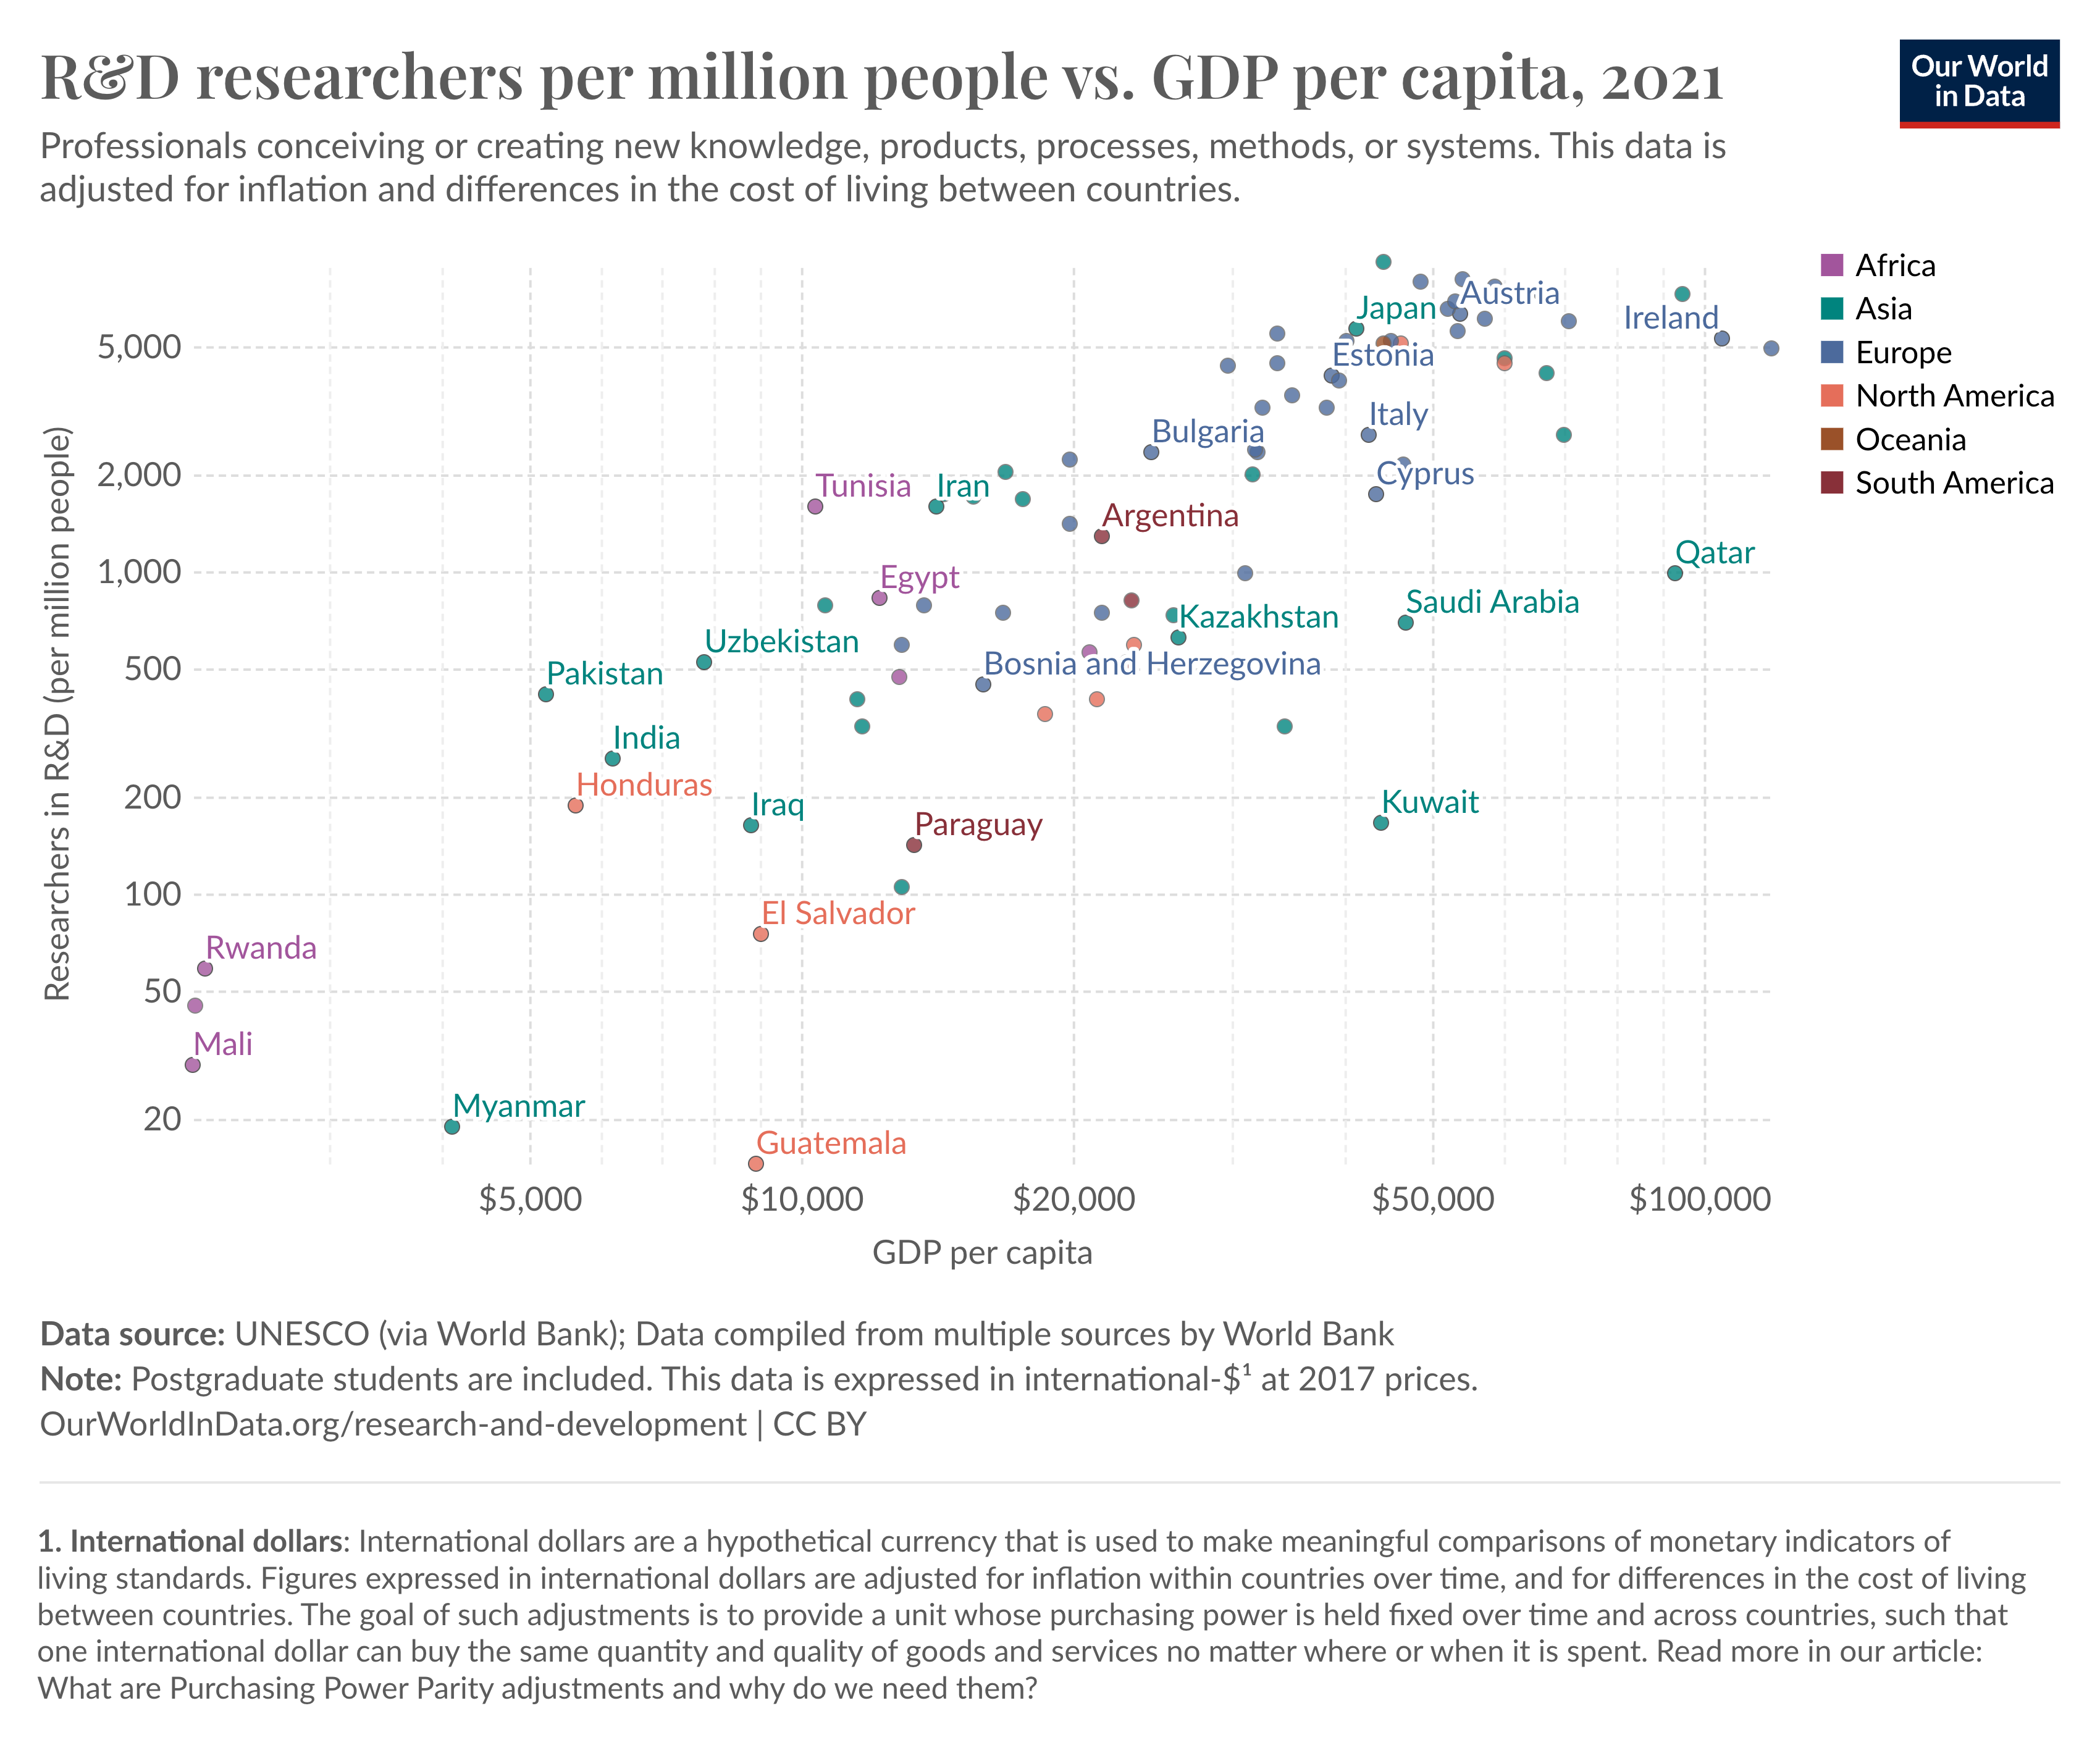 R&D researchers per million people vs. GDP per capita, 2021
Our World
in Data
Professionals conceiving or creating new knowledge, products, processes, methods, or systems. This data is
adjusted for inflation and differences in the cost of living between countries.
Africa
Asia
Europe
North America
Oceania
South America
Researchers in R&D (per million people)
5,000
2,000
1,000
500
200
100
50
20
Austria
Japan
Ireland
Estonia
Italy
Bulgaria
Cyprus
Tunisia
Iran
Argentina
Qatar
Egypt
Saudi Arabia
Kazakhstan
Uzbekistan
Bosnia and Herzegovina
Pakistan
India
Honduras
Iraq
Kuwait
Paraguay
El Salvador
Rwanda
Mali
Myanmar
Guatemala
$5,000
$10,000
$20,000
$50,000
$100,000
GDP per capita
Data source: UNESCO (via World Bank); Data compiled from multiple sources by World Bank
Note: Postgraduate students are included. This data is expressed in international-$¹ at 2017 prices.
OurWorldInData.org/research-and-development | CC BY
1. International dollars: International dollars are a hypothetical currency that is used to make meaningful comparisons of monetary indicators of
living standards. Figures expressed in international dollars are adjusted for inflation within countries over time, and for differences in the cost of living
between countries. The goal of such adjustments is to provide a unit whose purchasing power is held fixed over time and across countries, such that
one international dollar can buy the same quantity and quality of goods and services no matter where or when it is spent. Read more in our article:
What are Purchasing Power Parity adjustments and why do we need them?